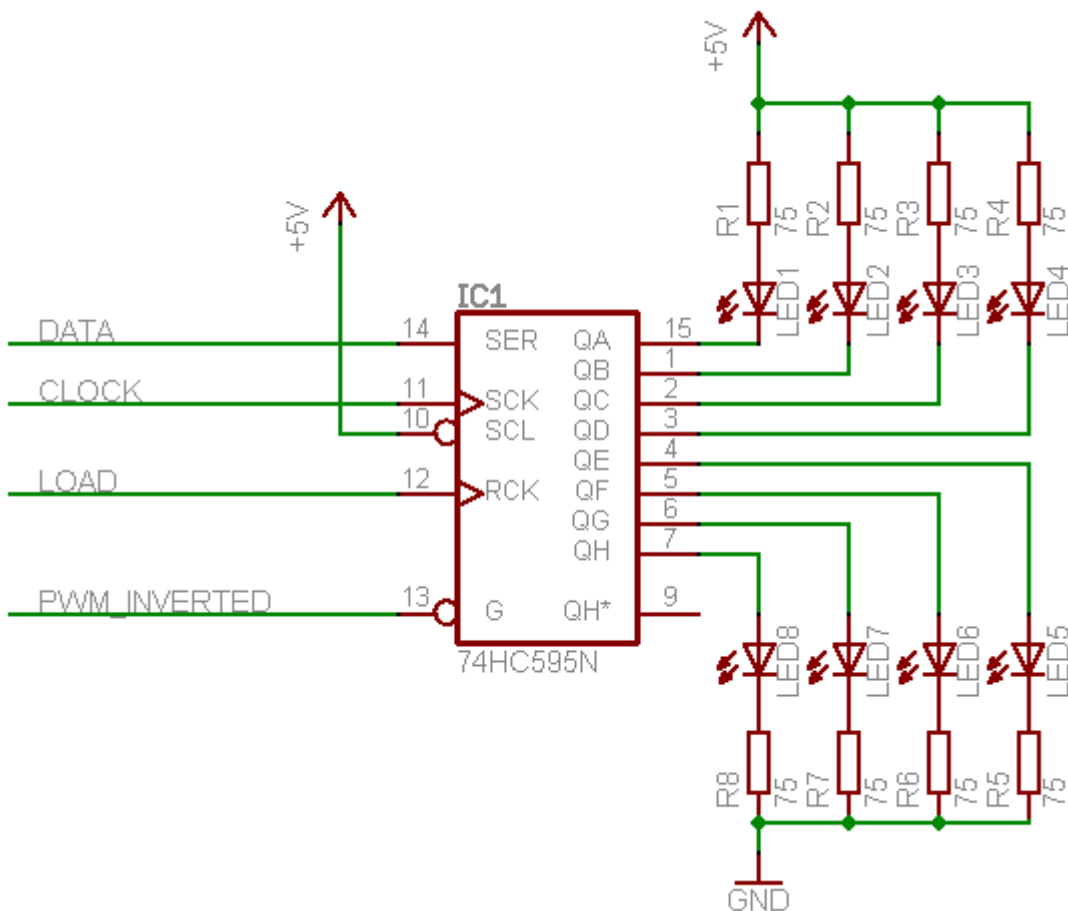 +5V
R1 75 R2 75 R3 75 R4 75
+5V
LED1 LED2 LED3 LED4
IC1
DATA 14 SER QA 15
QB 1
CLOCK 11 SCK QC 2
10 SCL QD 3
QE 4
LOAD 12 RCK QF 5
QG 6
QH 7
PWM_INVERTED 13 G QH* 9
74HC595N
LED8 LED7 LED6 LED5
R8 75 R7 75 R6 75 R5 75
GND